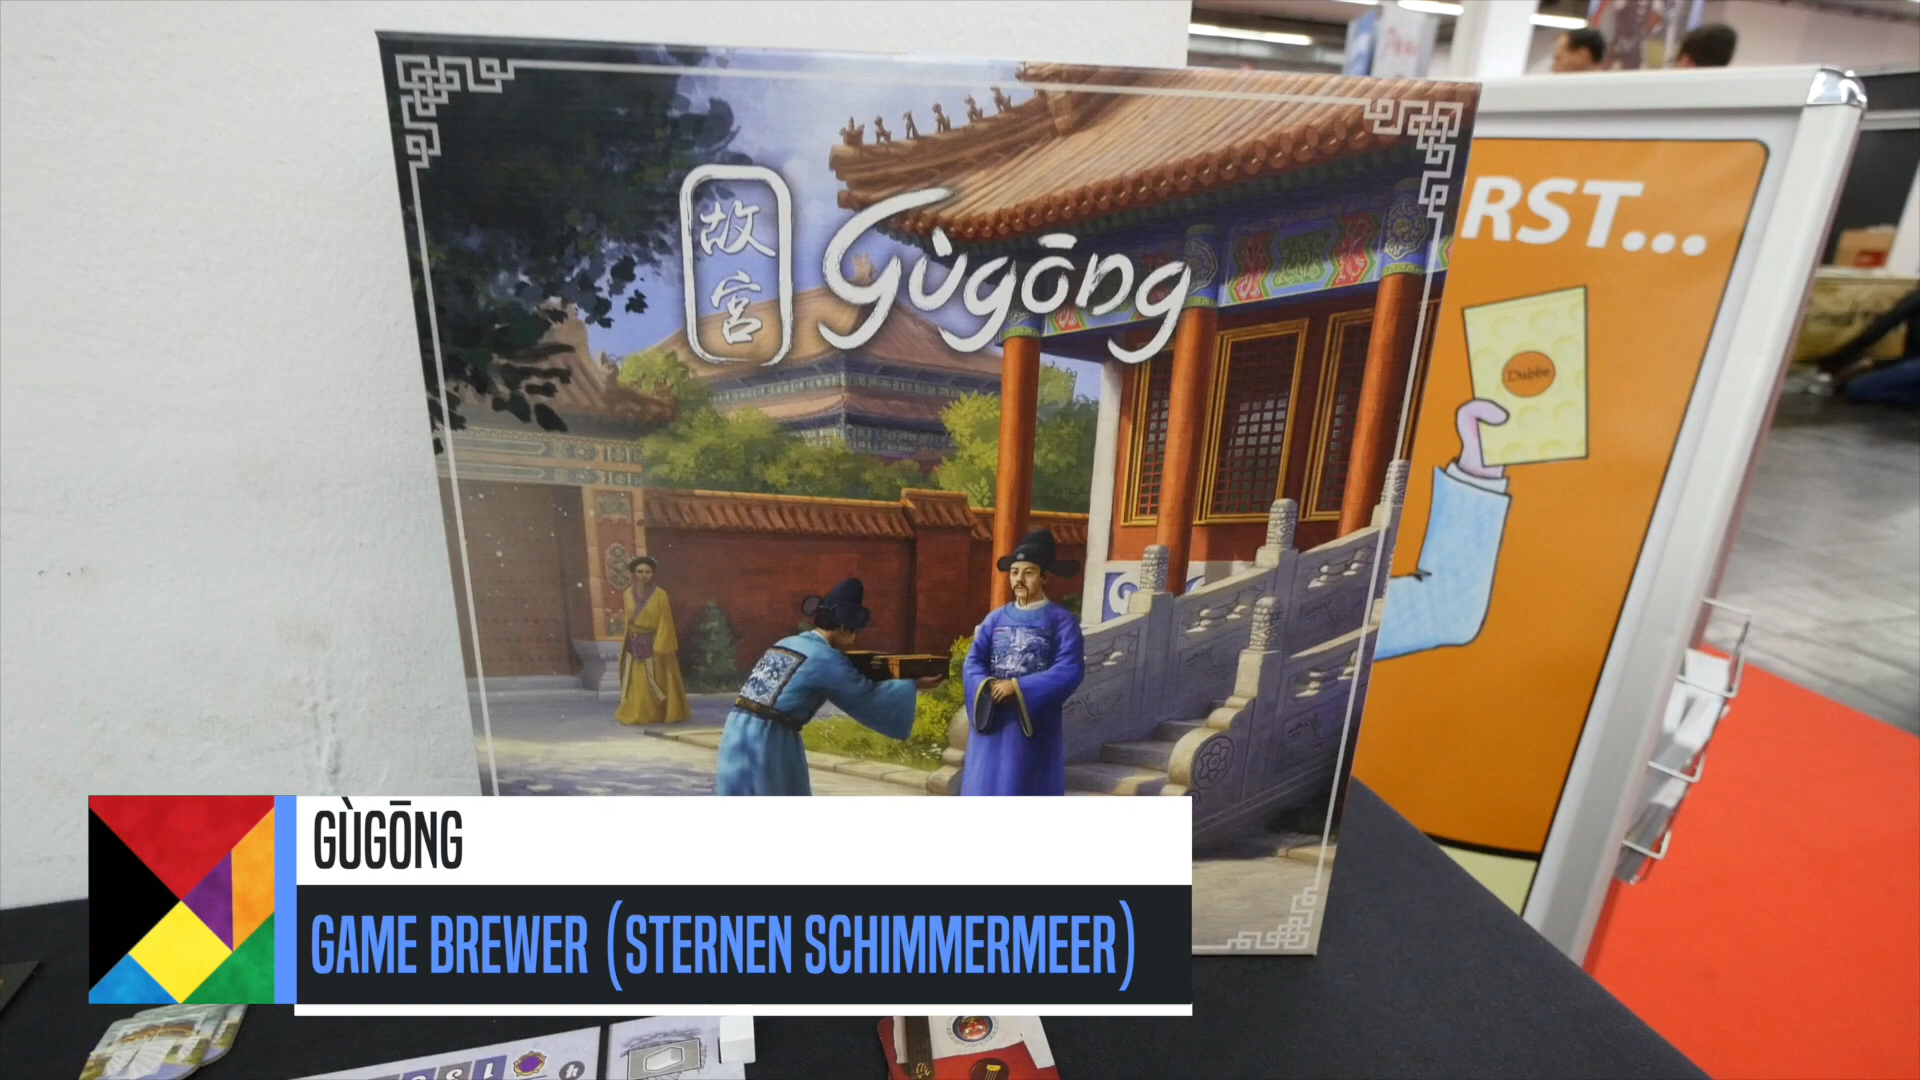 故宮
Gùgōng
RST...
Dubbe
GÙGŌNG
GAME BREWER (STERNEN SCHIMMERMEER)